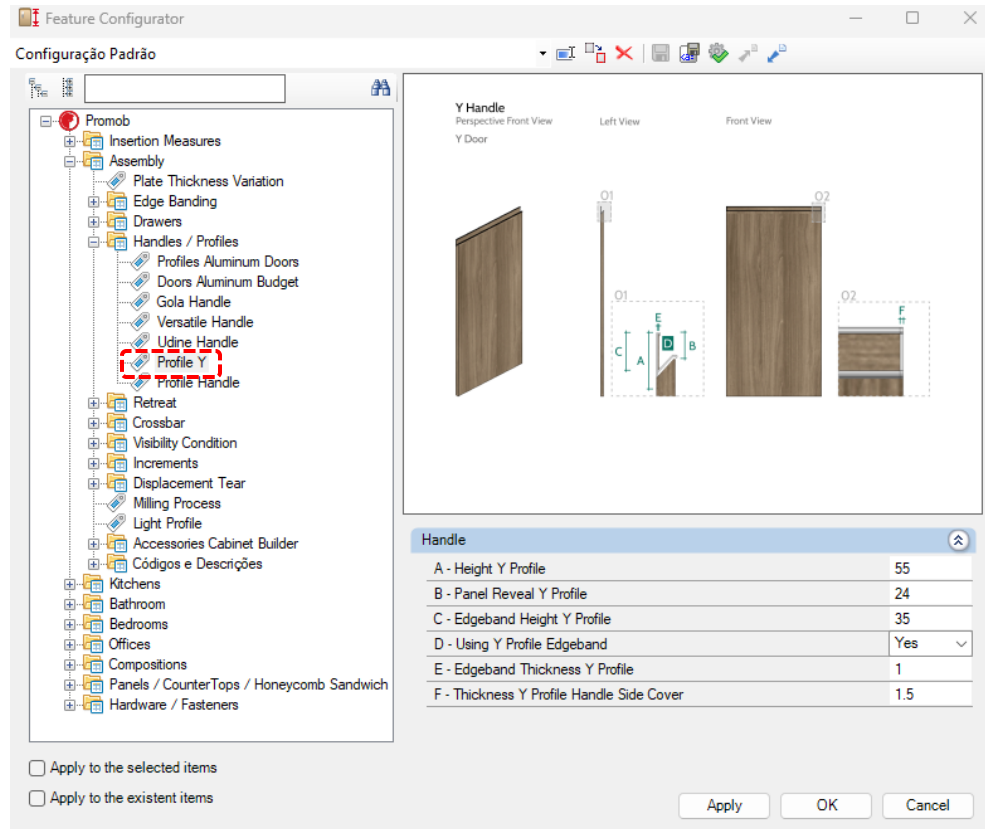 Feature Configurator
Configuração Padrão
Promob
Insertion Measures
Assembly
Plate Thickness Variation
Edge Banding
Drawers
Handles / Profiles
Profiles Aluminum Doors
Doors Aluminum Budget
Gola Handle
Versatile Handle
Udine Handle
Profile Y
Profile Handle
Retreat
Crossbar
Visibility Condition
Increments
Displacement Tear
Milling Process
Light Profile
Accessories Cabinet Builder
Códigos e Descrições
Kitchens
Bathroom
Bedrooms
Offices
Compositions
Panels / CounterTops / Honeycomb Sandwich
Hardware / Fasteners
Apply to the selected items
Apply to the existent items
Y Handle
Perspective Front View Left View Front View
Y Door
01 02
01 02
E F
C A D B
Handle
A - Height Y Profile 55
B - Panel Reveal Y Profile 24
C - Edgeband Height Y Profile 35
D - Using Y Profile Edgeband Yes
E - Edgeband Thickness Y Profile 1
F - Thickness Y Profile Handle Side Cover 1.5
Apply OK Cancel